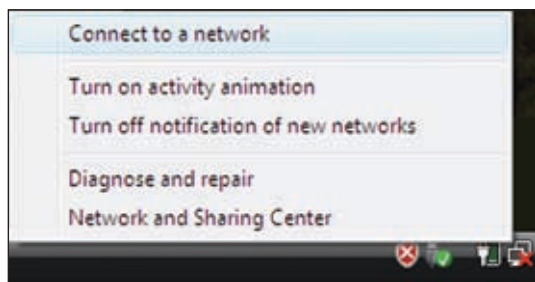 Connect to a network
Turn on activity animation
Turn off notification of new networks
Diagnose and repair
Network and Sharing Center